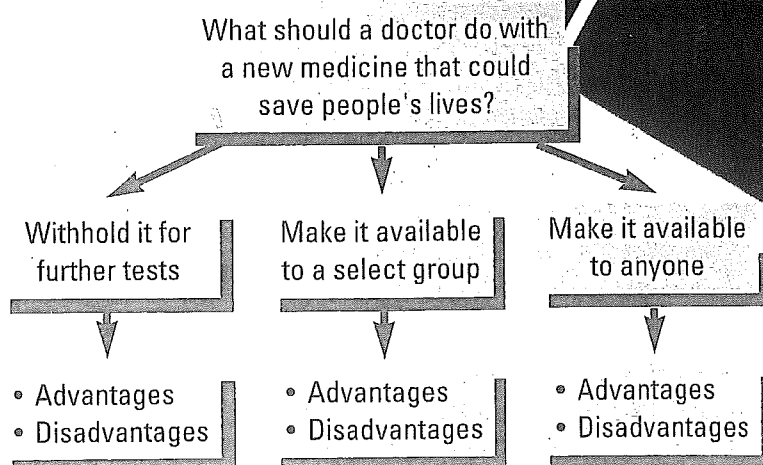 What should a doctor do with
a new medicine that could
save people's lives?
Withhold it for
further tests
Make it available
to a select group
Make it available
to anyone
• Advantages
• Disadvantages
• Advantages
• Disadvantages
• Advantages
• Disadvantages